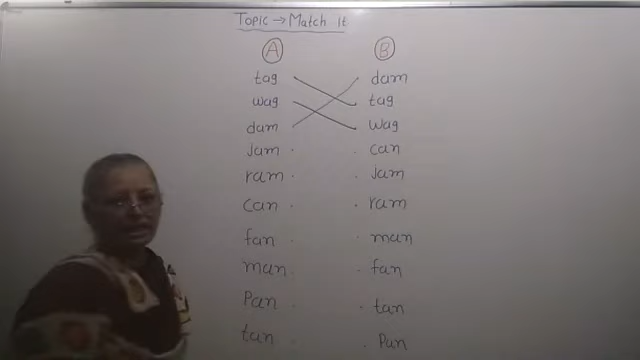 Topic → Match It
A B
tag dam
wag tag
dam wag
Jam can
ram Jam
can ram
fan man
man fan
Pan tan
tan Pan